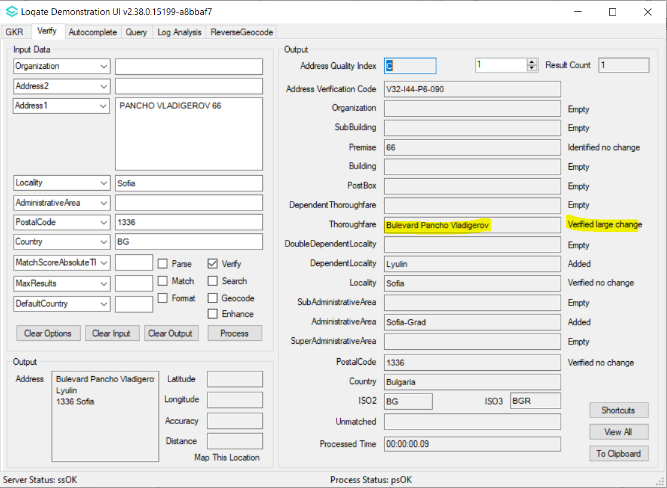 Loqate Demonstration UI v2.38.0.15199-a8bbaf7
GKR Verify Autocomplete Query Log Analysis ReverseGeocode
Input Data
Organization
Address2
Address1 PANCHO VLADIGEROV 66
Locality Sofia
AdministrativeArea
PostalCode 1336
Country BG
MatchScoreAbsoluteTl Parse Verify
MaxResults Match Search
DefaultCountry Format Geocode
Enhance
Clear Options Clear Input Clear Output Process
Output
Address Bulevard Pancho Vladigerov
Lyulin
1336 Sofia
Latitude
Longitude
Accuracy
Distance
Map This Location
Output
Address Quality Index C 1 Result Count 1
Address Verification Code V32-I44-P6-090
Organization Empty
SubBuilding Empty
Premise 66 Identified no change
Building Empty
PostBox Empty
DependentThoroughfare Empty
Thoroughfare Bulevard Pancho Vladigerov Verified large change
DoubleDependentLocality Empty
DependentLocality Lyulin Added
Locality Sofia Verified no change
SubAdministrativeArea Empty
AdministrativeArea Sofia-Grad Added
SuperAdministrativeArea Empty
PostalCode 1336 Verified no change
Country Bulgaria
ISO2 BG ISO3 BGR
Unmatched
Processed Time 00:00:00.09
Shortcuts
View All
To Clipboard
Server Status: ssOK Process Status: psOK